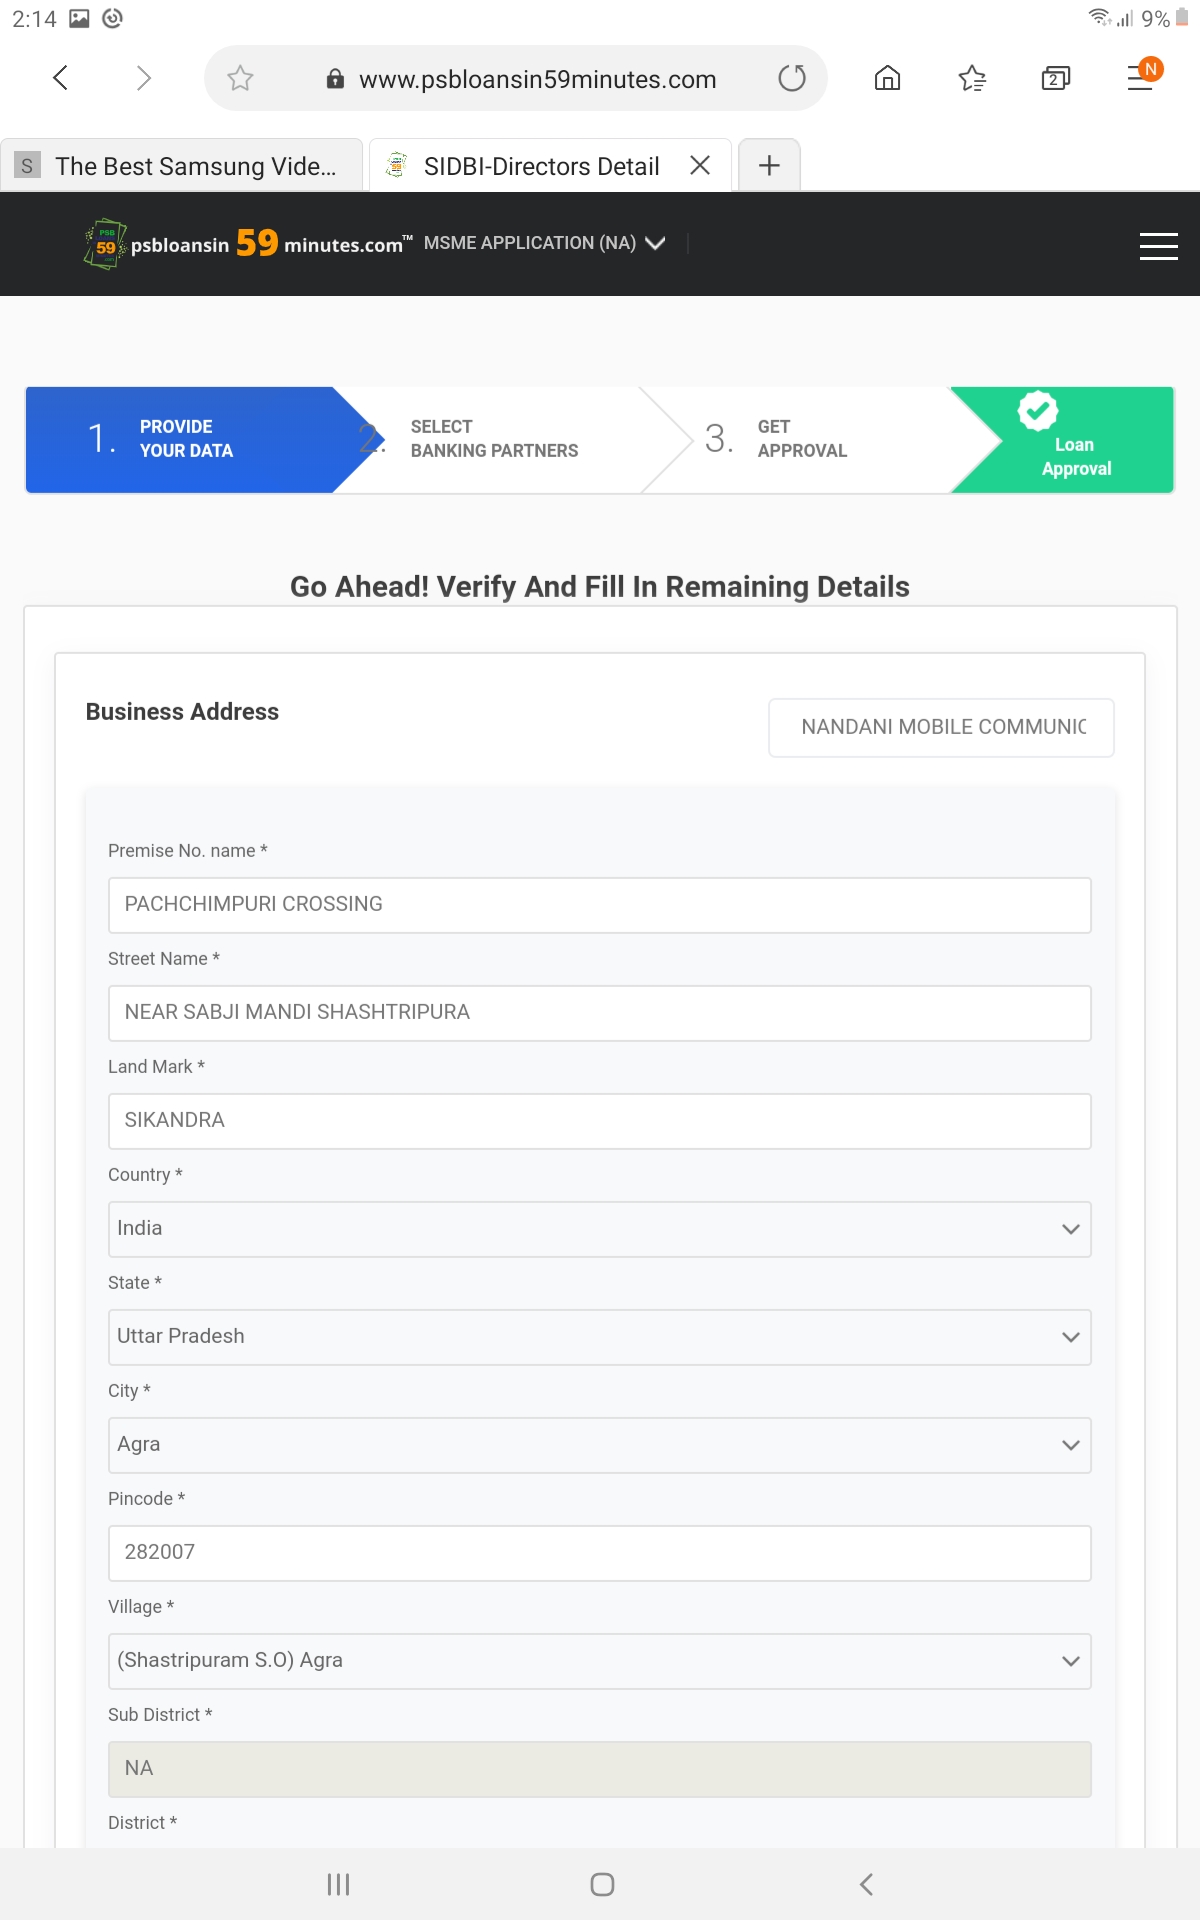 2:14
9%
www.psbloansin59minutes.com
2
N
S The Best Samsung Vide...
SIDBI-Directors Detail
PSB 59 .com
psbloansin 59 minutes.com™ MSME APPLICATION (NA)
1. PROVIDE YOUR DATA
2. SELECT BANKING PARTNERS
3. GET APPROVAL
Loan Approval
Go Ahead! Verify And Fill In Remaining Details
Business Address
NANDANI MOBILE COMMUNIC
Premise No. name *
PACHCHIMPURI CROSSING
Street Name *
NEAR SABJI MANDI SHASHTRIPURA
Land Mark *
SIKANDRA
Country *
India
State *
Uttar Pradesh
City *
Agra
Pincode *
282007
Village *
(Shastripuram S.O) Agra
Sub District *
NA
District *